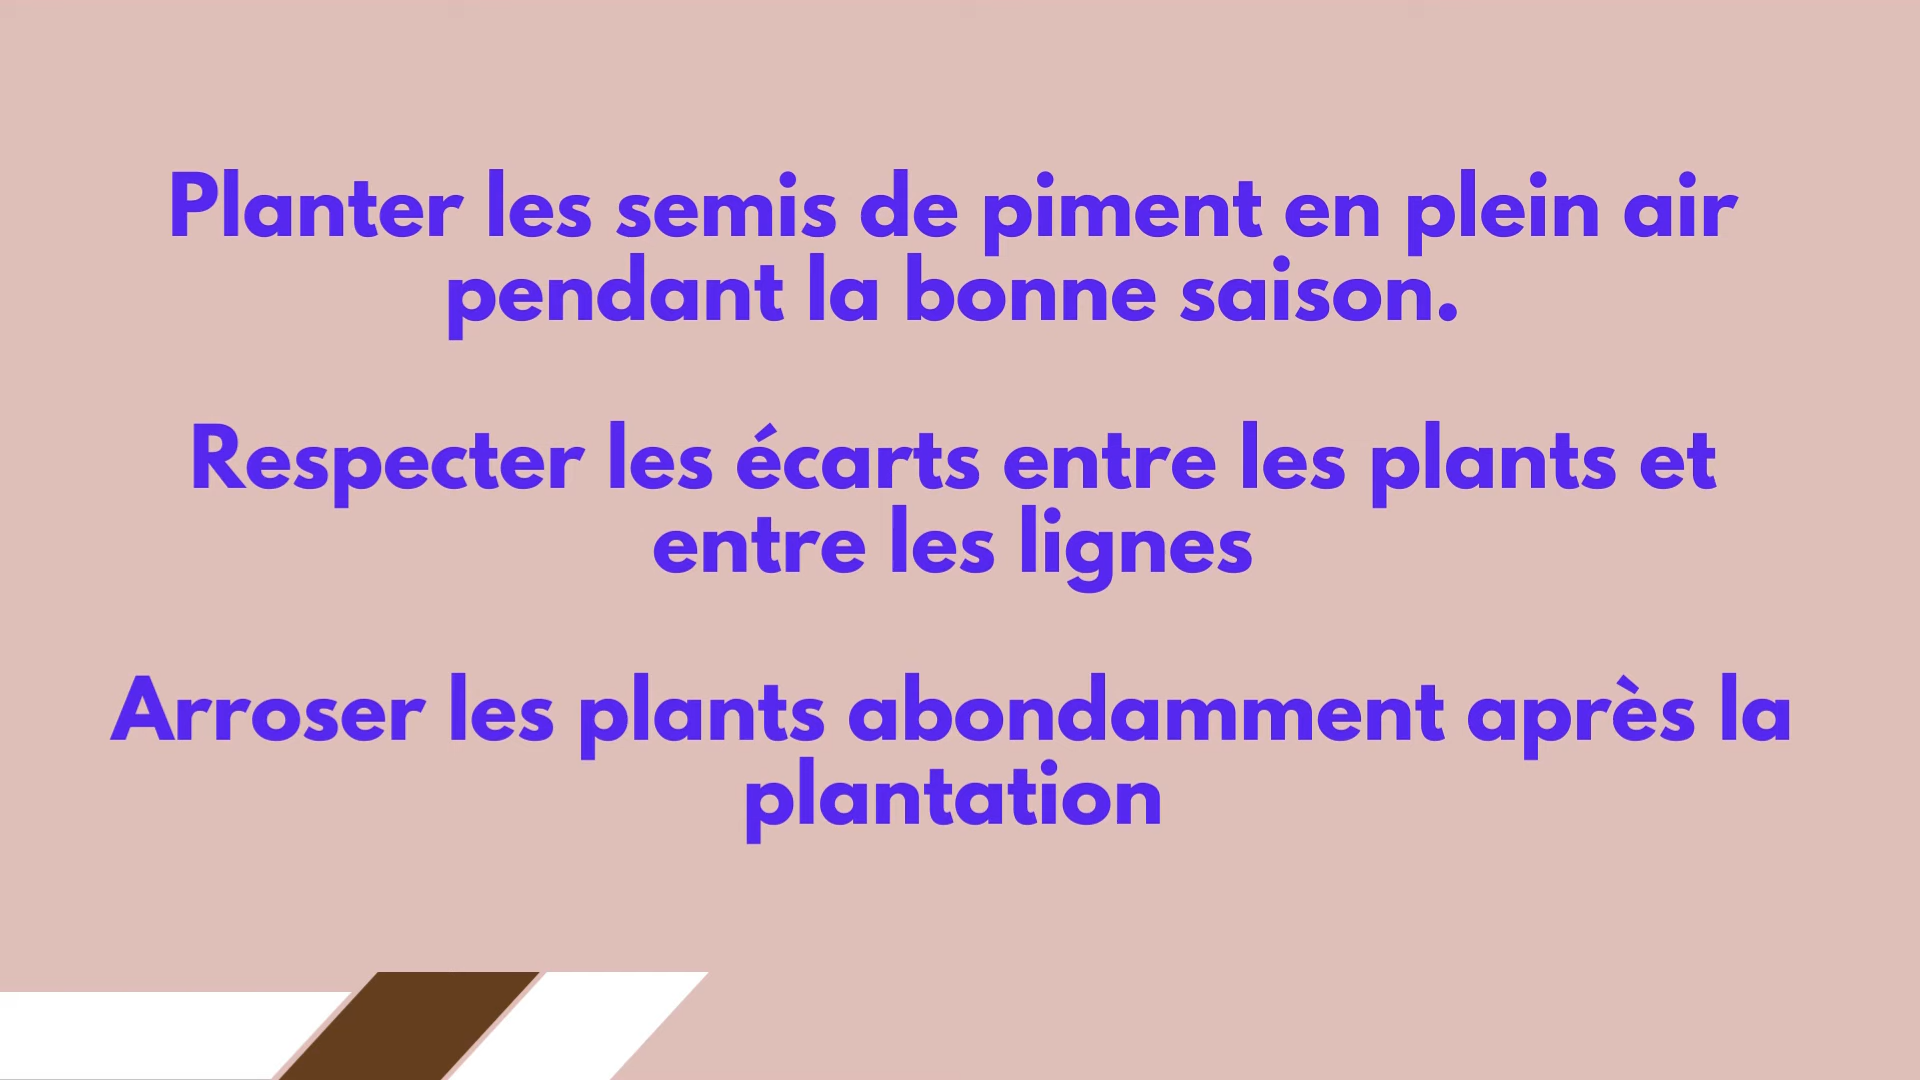 Planter les semis de piment en plein air
pendant la bonne saison.
Respecter les écarts entre les plants et
entre les lignes
Arroser les plants abondamment après la
plantation